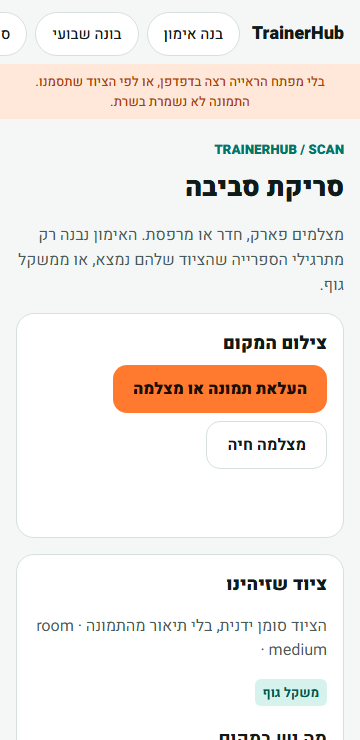 TrainerHub
בנה אימון
בונה שבועי
ס
בלי מפתח הראייה רצה בדפדפן, או לפי הציוד שתסמנו.
התמונה לא נשמרת בשרת.
TRAINERHUB / SCAN
סריקת סביבה
מצלמים פארק, חדר או מרפסת. האימון נבנה רק
מתרגילי הספרייה שהציוד שלהם נמצא, או ממשקל
גוף.
צילום המקום
העלאת תמונה או מצלמה
מצלמה חיה
ציוד שזיהינו
הציוד סומן ידנית, בלי תיאור מהתמונה · room
· medium
משקל גוף
מה יש במקום